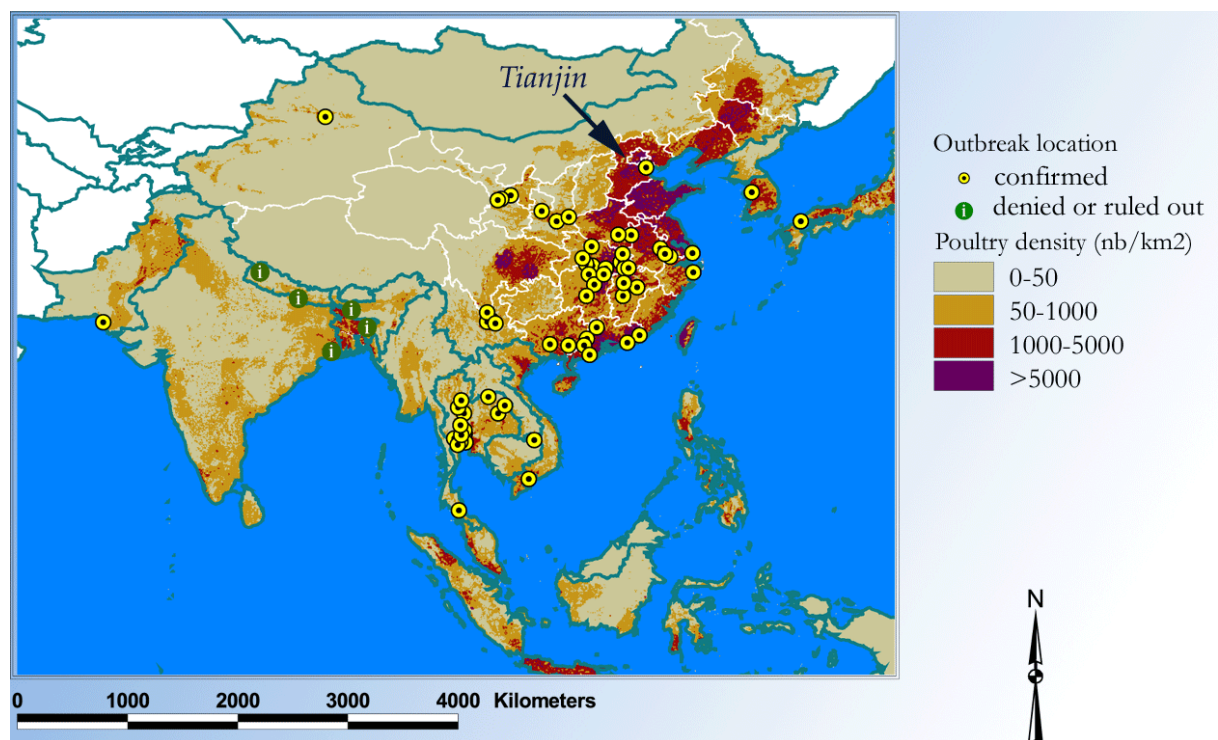 Tianjin
Outbreak location
confirmed
i denied or ruled out
Poultry density (nb/km2)
0-50
50-1000
1000-5000
>5000
i
i
i
i
i
N
0 1000 2000 3000 4000 Kilometers